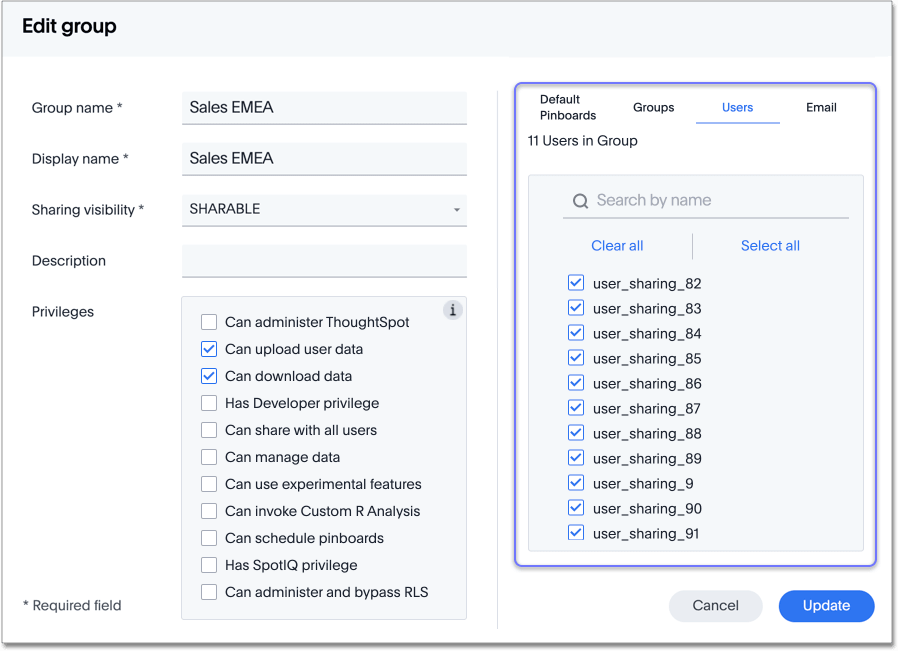 Edit group
Group name *
Sales EMEA
Display name *
Sales EMEA
Sharing visibility *
SHARABLE
Description
Privileges
i
Can administer ThoughtSpot
Can upload user data
Can download data
Has Developer privilege
Can share with all users
Can manage data
Can use experimental features
Can invoke Custom R Analysis
Can schedule pinboards
Has SpotIQ privilege
Can administer and bypass RLS
* Required field
Default
Pinboards
Groups
Users
Email
11 Users in Group
Search by name
Clear all
Select all
user_sharing_82
user_sharing_83
user_sharing_84
user_sharing_85
user_sharing_86
user_sharing_87
user_sharing_88
user_sharing_89
user_sharing_9
user_sharing_90
user_sharing_91
Cancel
Update